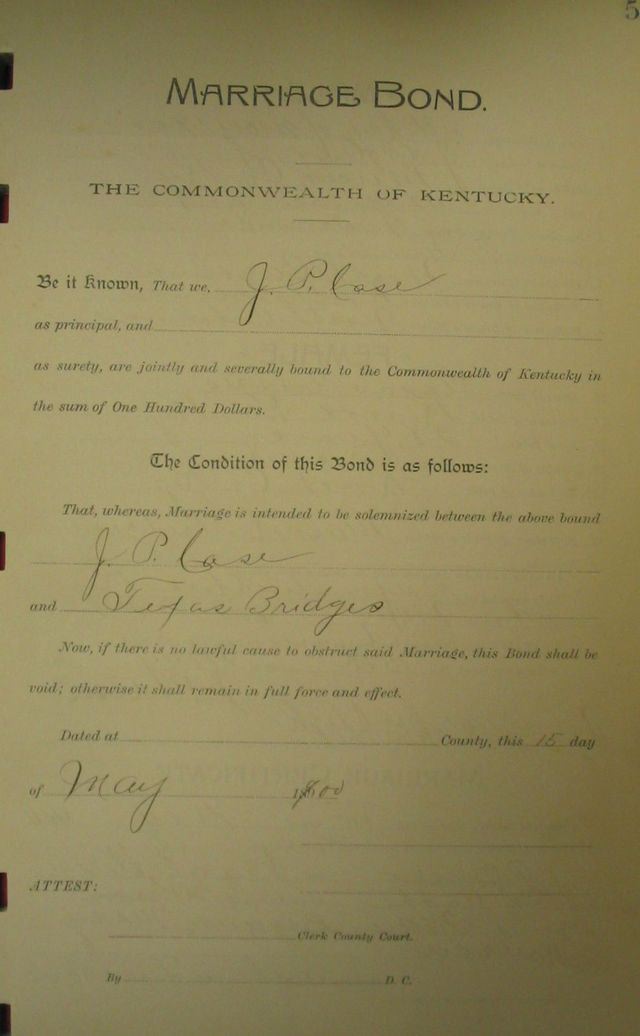 5
MARRIAGE BOND.
THE COMMONWEALTH OF KENTUCKY.
Be it Known, That we, J. P. Case
as principal, and
as surety, are jointly and severally bound to the Commonwealth of Kentucky in
the sum of One Hundred Dollars.
The Condition of this Bond is as follows:
That, whereas, Marriage is intended to be solemnized between the above bound
J. P. Case
and Texas Bridges
Now, if there is no lawful cause to obstruct said Marriage, this Bond shall be
void; otherwise it shall remain in full force and effect.
Dated at County, this 15 day
of May 1900
ATTEST:
Clerk County Court.
By D. C.